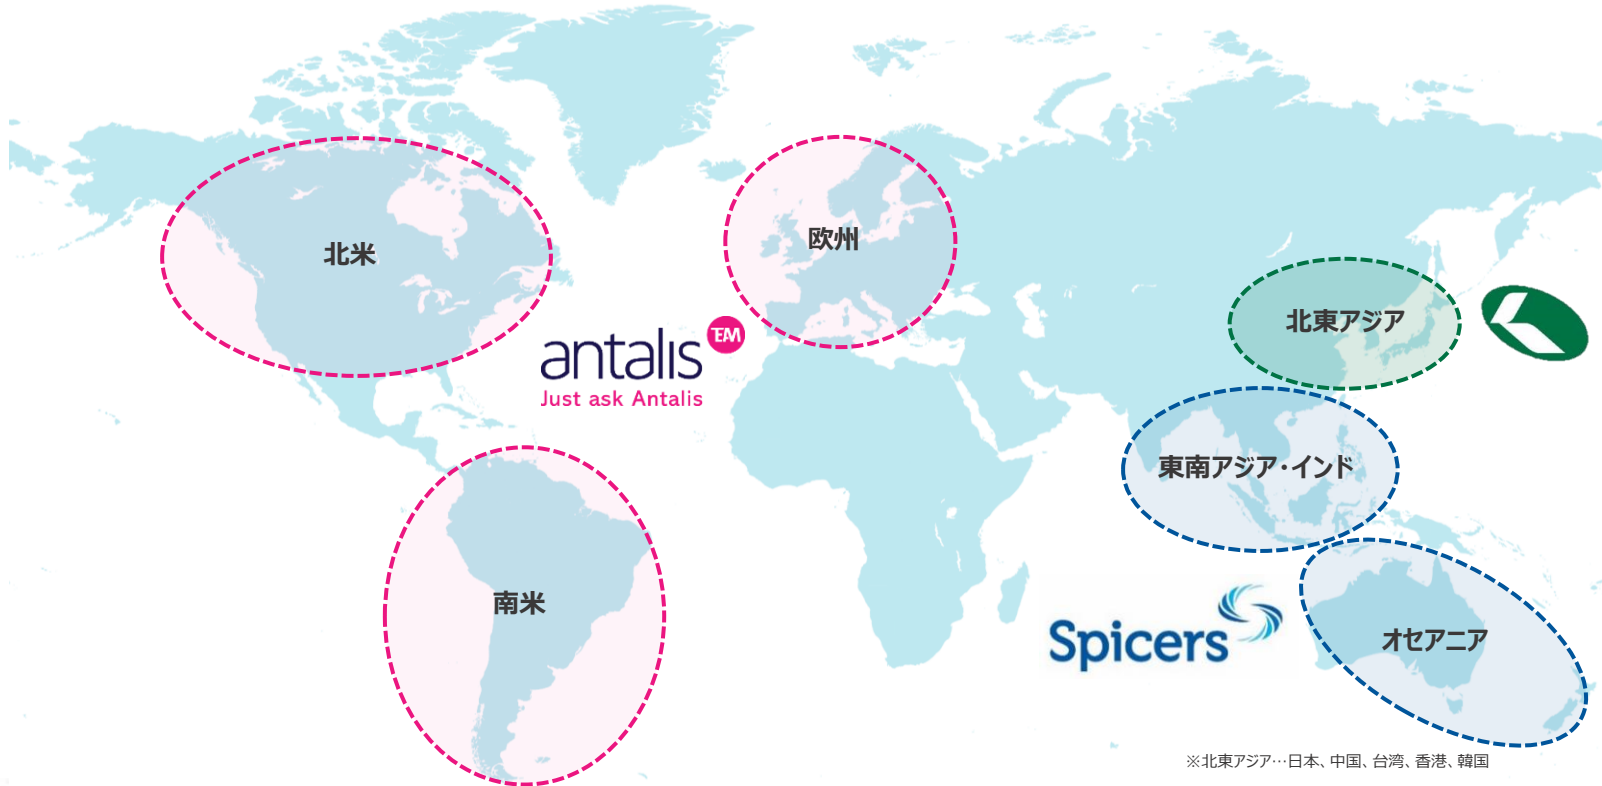 北米
欧州
北東アジア
antalis TEAM
Just ask Antalis
東南アジア・インド
南米
Spicers
オセアニア
※北東アジア…日本、中国、台湾、香港、韓国